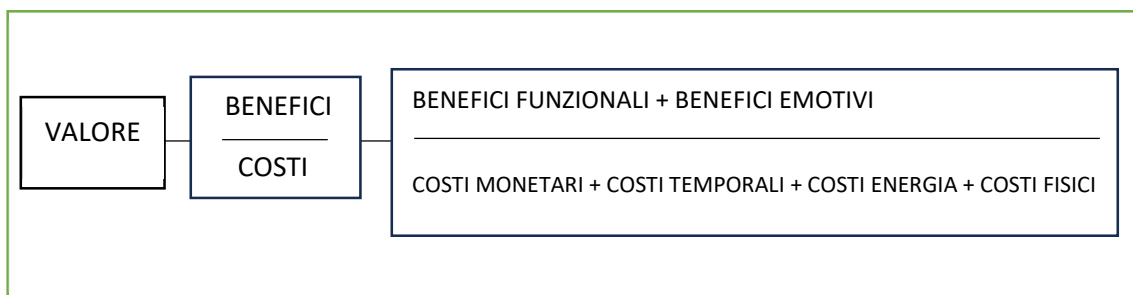 VALORE
BENEFICI
COSTI
BENEFICI FUNZIONALI + BENEFICI EMOTIVI
COSTI MONETARI + COSTI TEMPORALI + COSTI ENERGIA + COSTI FISICI